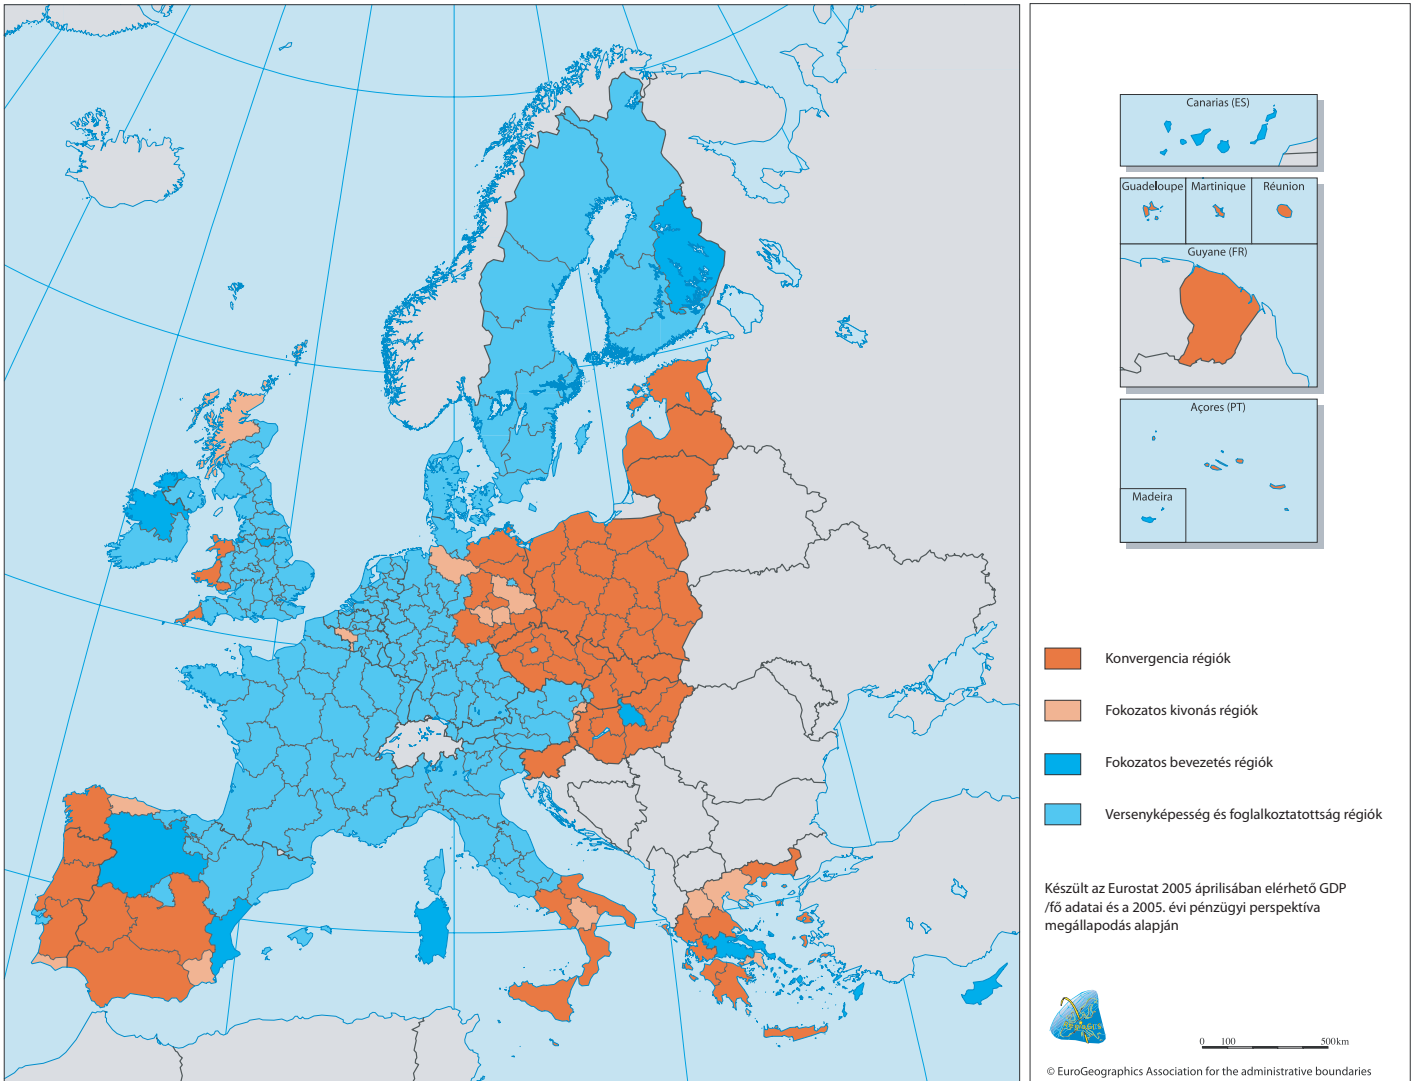 Canarias (ES)
Guadeloupe
Martinique
Réunion
Guyane (FR)
Açores (PT)
Madeira
Konvergencia régiók
Fokozatos kivonás régiók
Fokozatos bevezetés régiók
Versenyképesség és foglalkoztatottság régiók
Készült az Eurostat 2005 áprilisában elérhető GDP
/fő adatai és a 2005. évi pénzügyi perspektíva
megállapodás alapján
0 100 500km
© EuroGeographics Association for the administrative boundaries